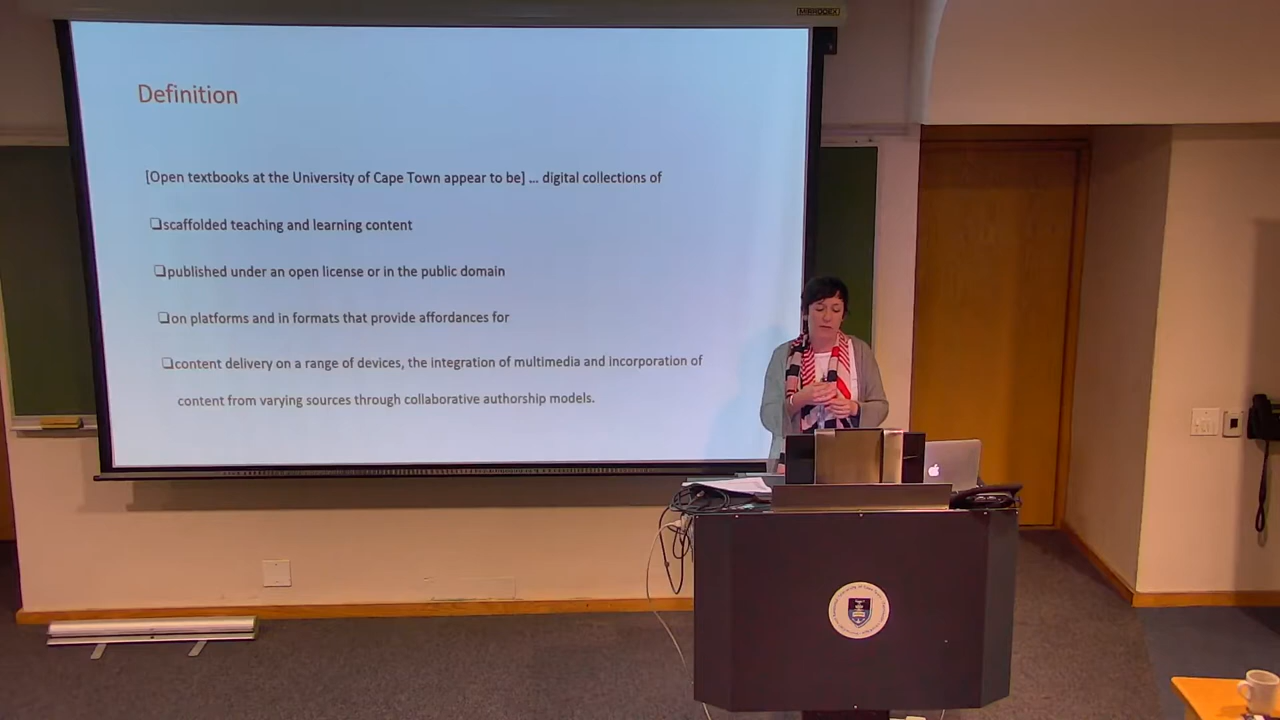 MIRRODEX
Definition
[Open textbooks at the University of Cape Town appear to be] ... digital collections of
❑scaffolded teaching and learning content
❑published under an open license or in the public domain
❑on platforms and in formats that provide affordances for
❑content delivery on a range of devices, the integration of multimedia and incorporation of
content from varying sources through collaborative authorship models.